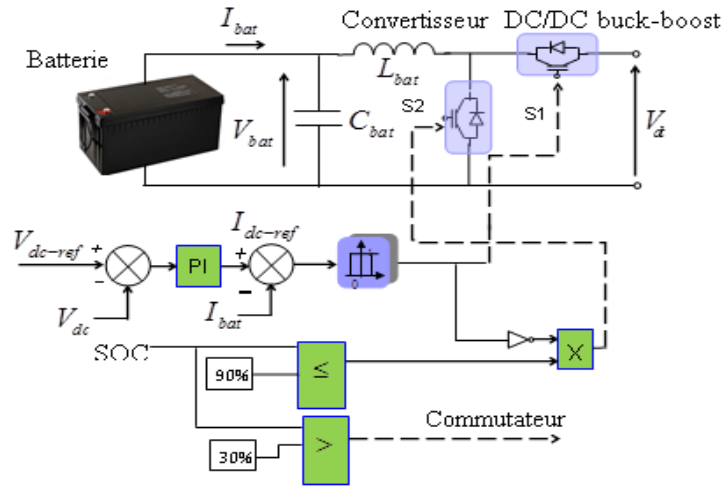 I_bat
Convertisseur DC/DC buck-boost
Batterie
L_bat
S2
S1
V_bat
C_bat
V_dc
I_dc-ref
V_dc-ref
+
−
PI
+
−
0
V_dc
I_bat
SOC
90%
≤
X
30%
>
Commutateur